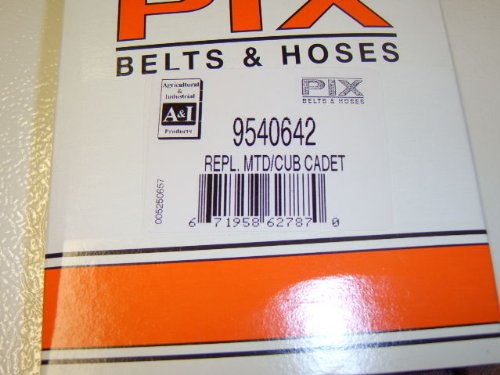 PIX
BELTS & HOSES
Agricultural
&
Industrial
A&I
Products
PIX
BELTS & HOSES
9540642
REPL. MTD/CUB CADET
005250657
6 71958 62787 0